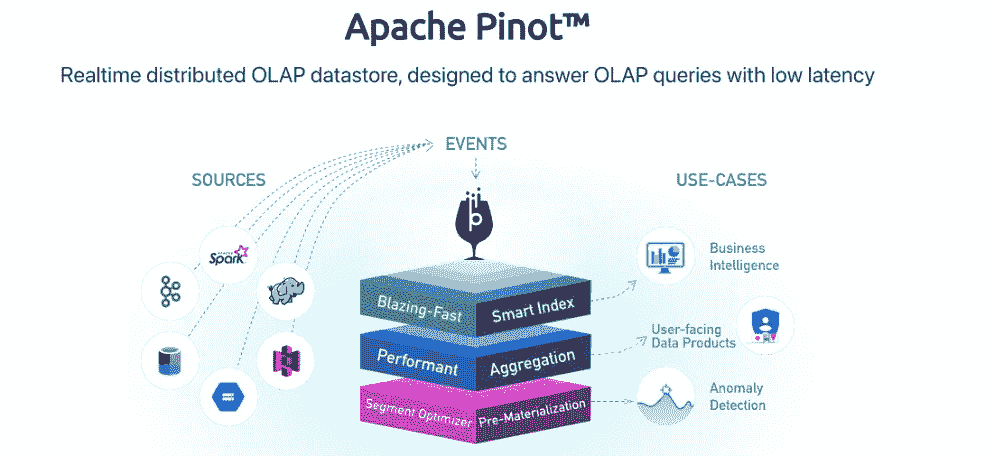 Apache Pinot™
Realtime distributed OLAP datastore, designed to answer OLAP queries with low latency
EVENTS
SOURCES
USE-CASES
Spark
Business
Intelligence
Blazing-Fast
Smart Index
User-facing
Data Products
Performant
Aggregation
Anomaly
Detection
Segment Optimizer
Pre-Materialization